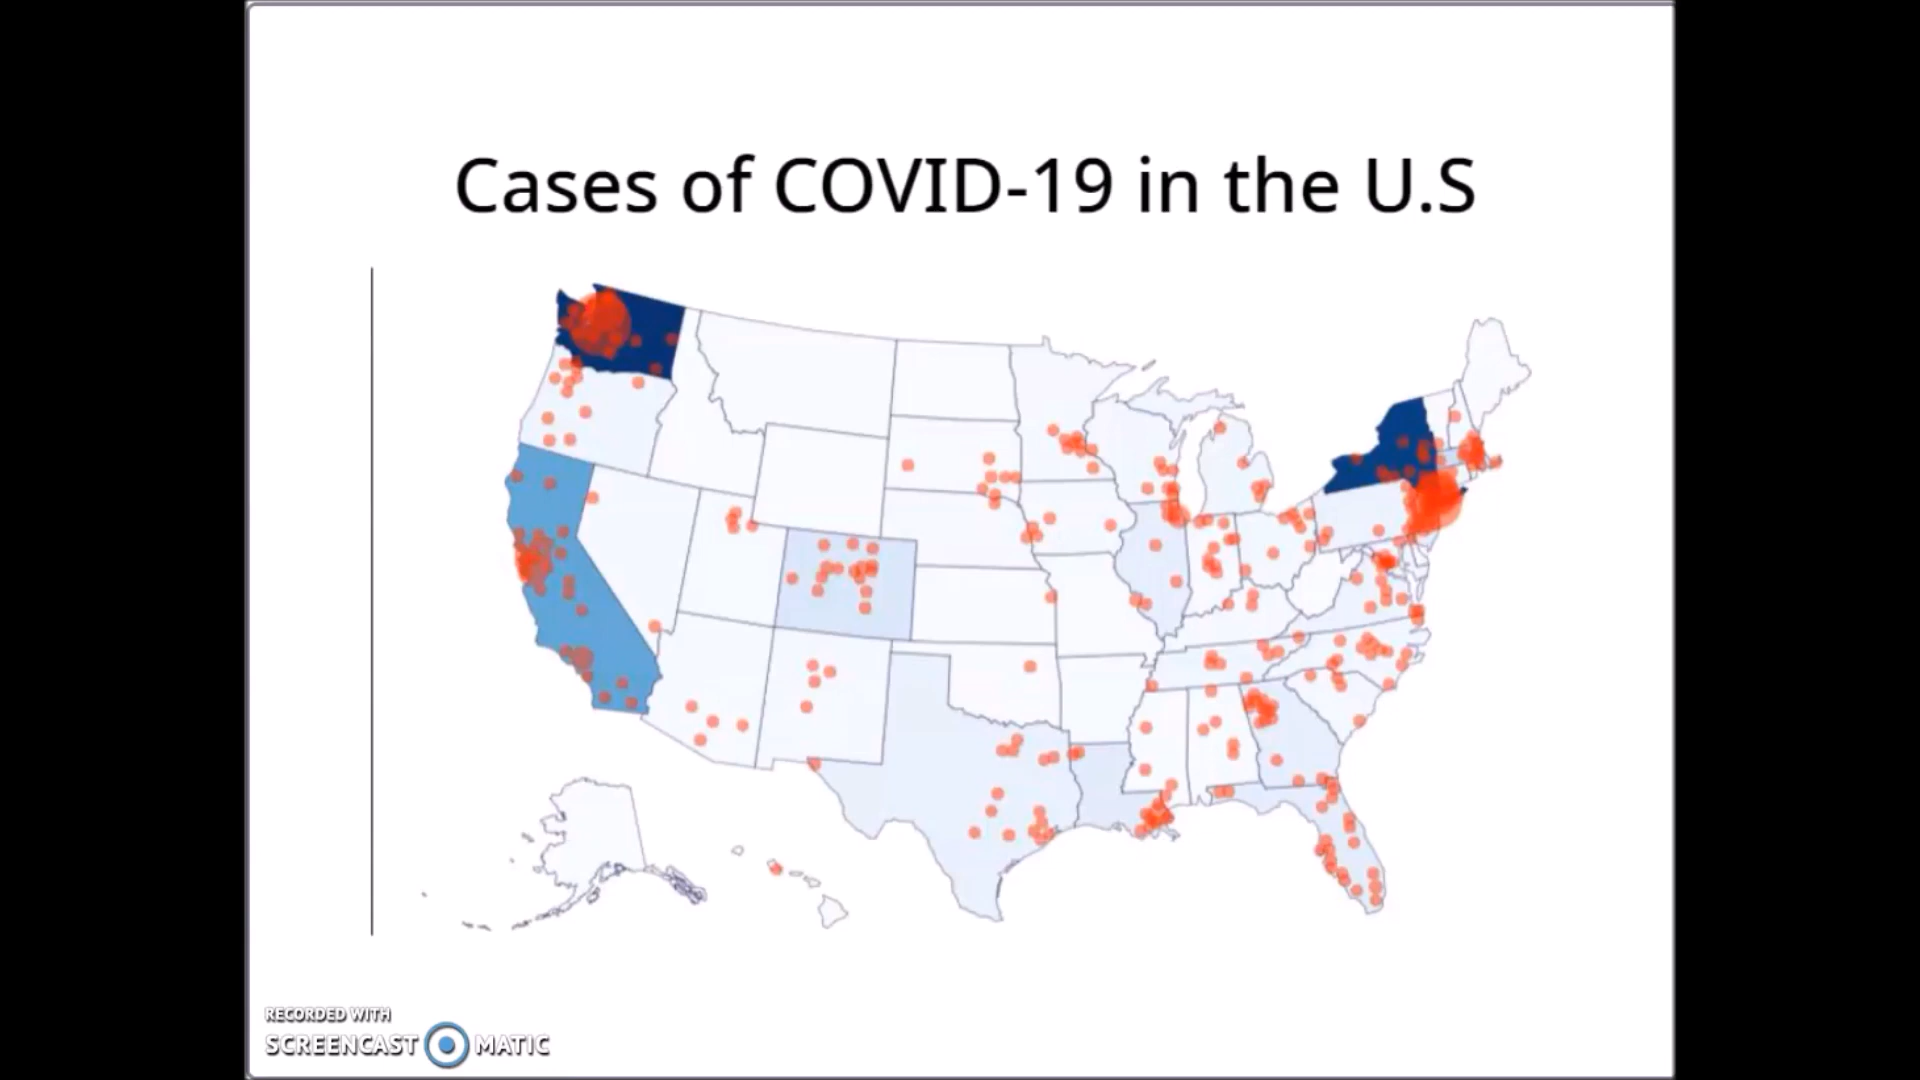 Cases of COVID-19 in the U.S
RECORDED WITH
SCREENCAST MATIC